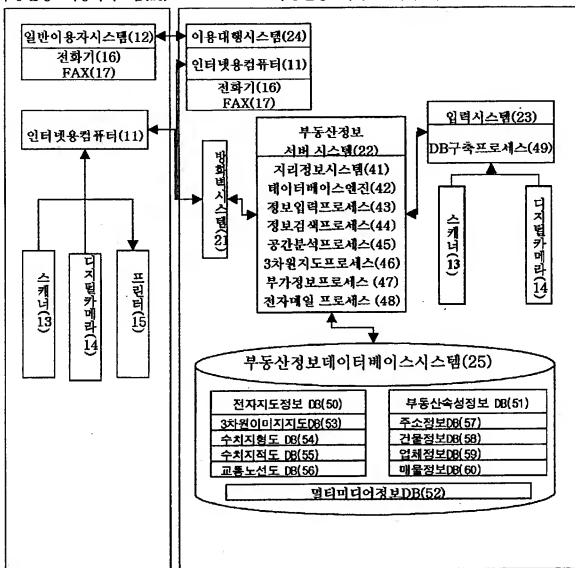 일반이용자시스템(12)
전화기(16)
FAX(17)
인터넷용컴퓨터(11)
스캐너(13)
디지털카메라(14)
프린터(15)
이용대행시스템(24)
인터넷용컴퓨터(11)
전화기(16)
FAX(17)
방화벽시스템(21)
부동산정보
서버 시스템(22)
지리정보시스템(41)
데이터베이스엔진(42)
정보입력프로세스(43)
정보검색프로세스(44)
공간분석프로세스(45)
3차원지도프로세스(46)
부가정보프로세스(47)
전자메일 프로세스(48)
입력시스템(23)
DB구축프로세스(49)
스캐너(13)
디지털카메라(14)
부동산정보데이터베이스시스템(25)
전자지도정보 DB(50)
3차원이미지지도DB(53)
수치지형도 DB(54)
수치지적도 DB(55)
교통노선도 DB(56)
부동산속성정보 DB(51)
주소정보DB(57)
건물정보DB(58)
업체정보DB(59)
매물정보DB(60)
멀티미디어정보DB(52)